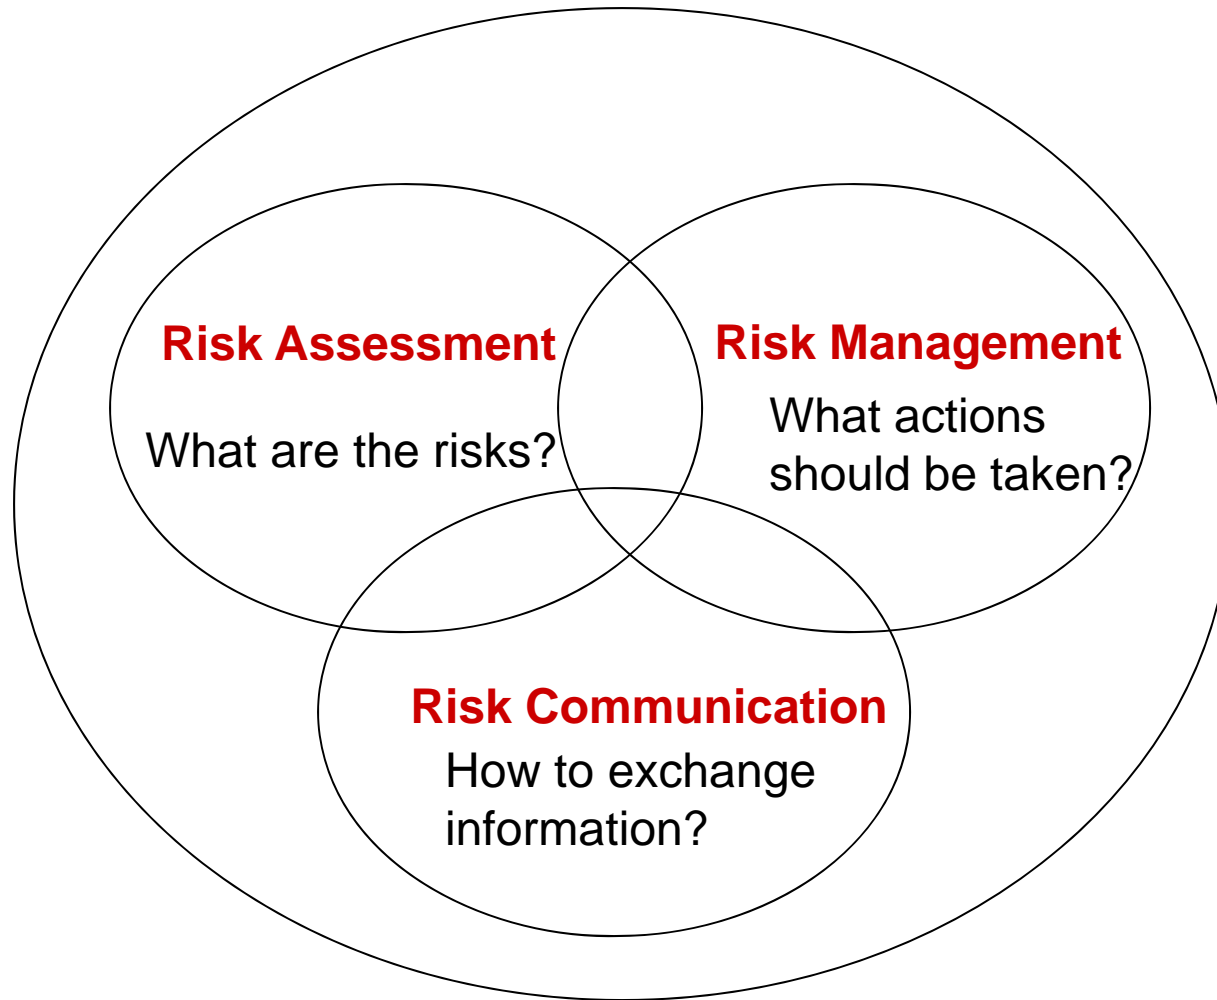 Risk Assessment
What are the risks?
Risk Management
What actions
should be taken?
Risk Communication
How to exchange
information?